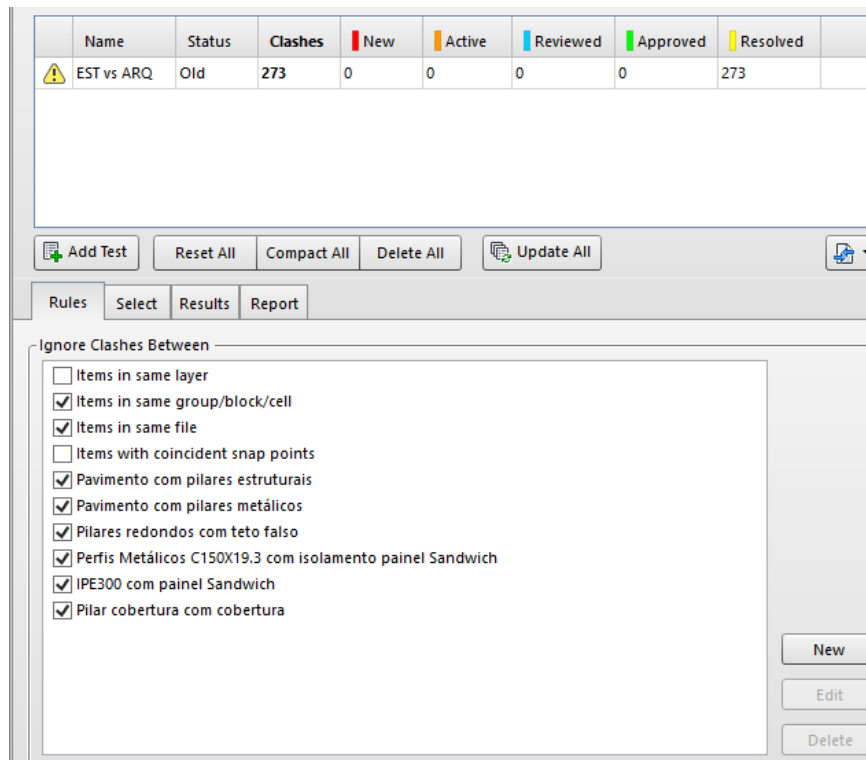 Name Status Clashes New Active Reviewed Approved Resolved
EST vs ARQ Old 273 0 0 0 0 273
Add Test Reset All Compact All Delete All Update All
Rules Select Results Report
Ignore Clashes Between
Items in same layer
Items in same group/block/cell
Items in same file
Items with coincident snap points
Pavimento com pilares estruturais
Pavimento com pilares metálicos
Pilares redondos com teto falso
Perfis Metálicos C150X19.3 com isolamento painel Sandwich
IPE300 com painel Sandwich
Pilar cobertura com cobertura
New
Edit
Delete